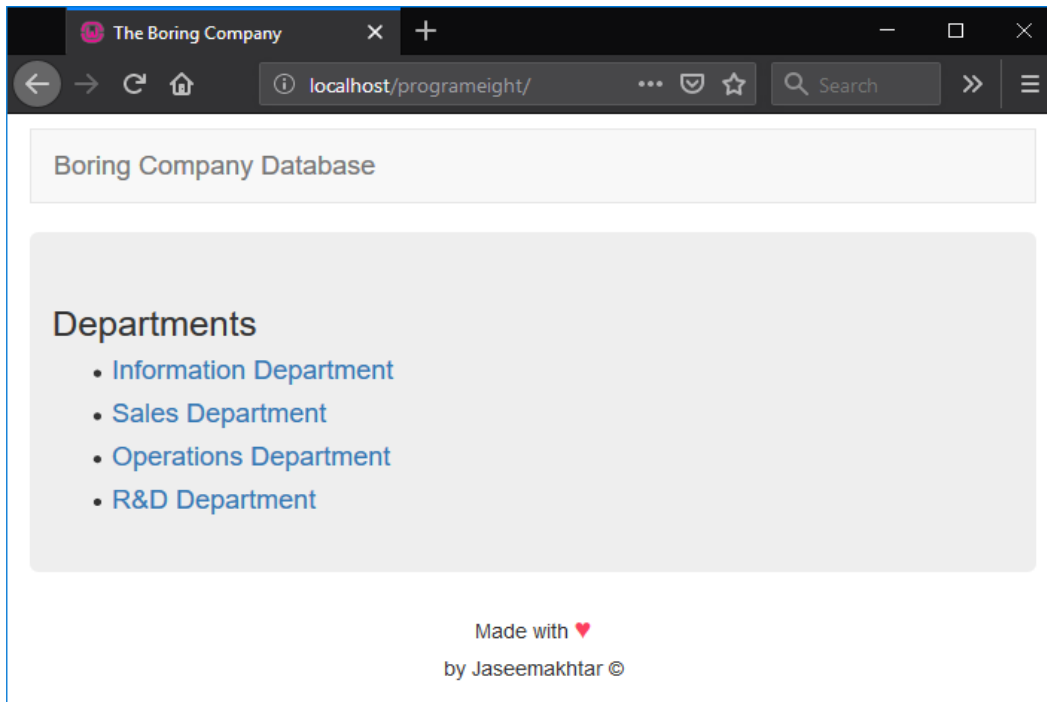 The Boring Company
localhost/programeight/
Search
Boring Company Database
Departments
• Information Department
• Sales Department
• Operations Department
• R&D Department
Made with ♥
by Jaseemakhtar ©